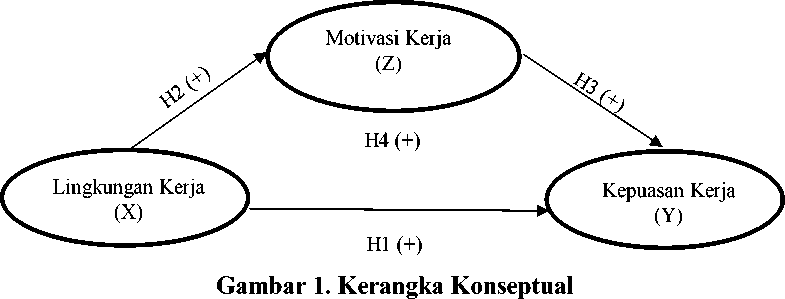 Motivasi Kerja
(Z)
H2 (+)
H3 (+)
H4 (+)
Lingkungan Kerja
(X)
Kepuasan Kerja
(Y)
H1 (+)
Gambar 1. Kerangka Konseptual